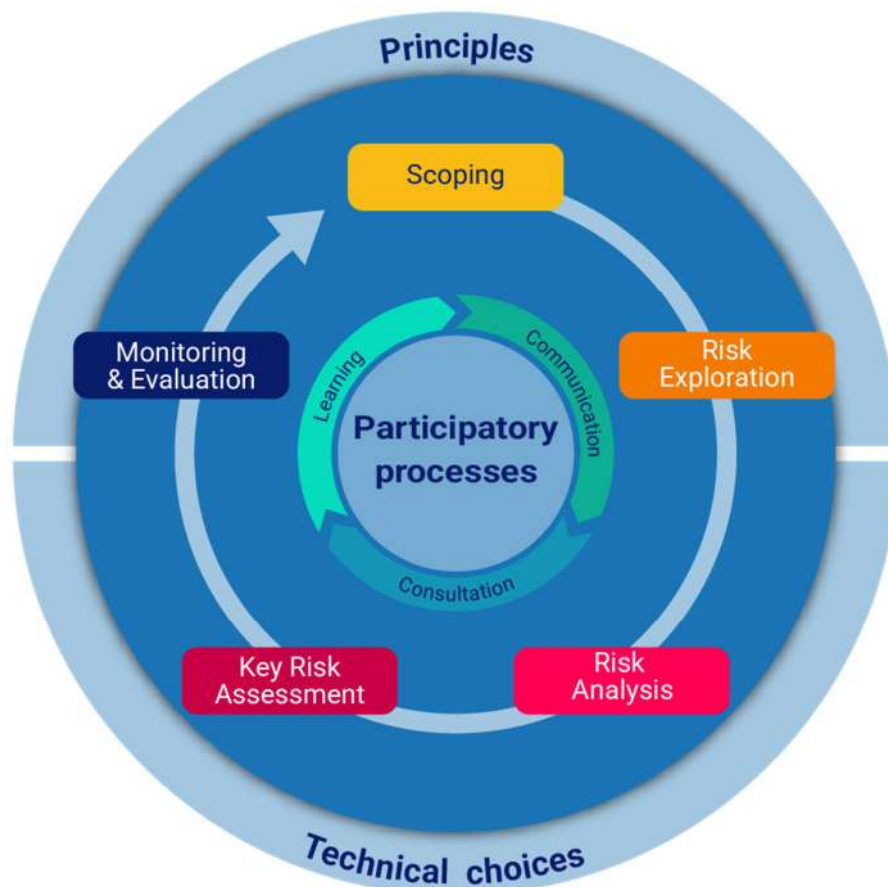 Principles
Scoping
Risk
Exploration
Monitoring
& Evaluation
Learning
Communication
Participatory
processes
Consultation
Key Risk
Assessment
Risk
Analysis
Technical choices